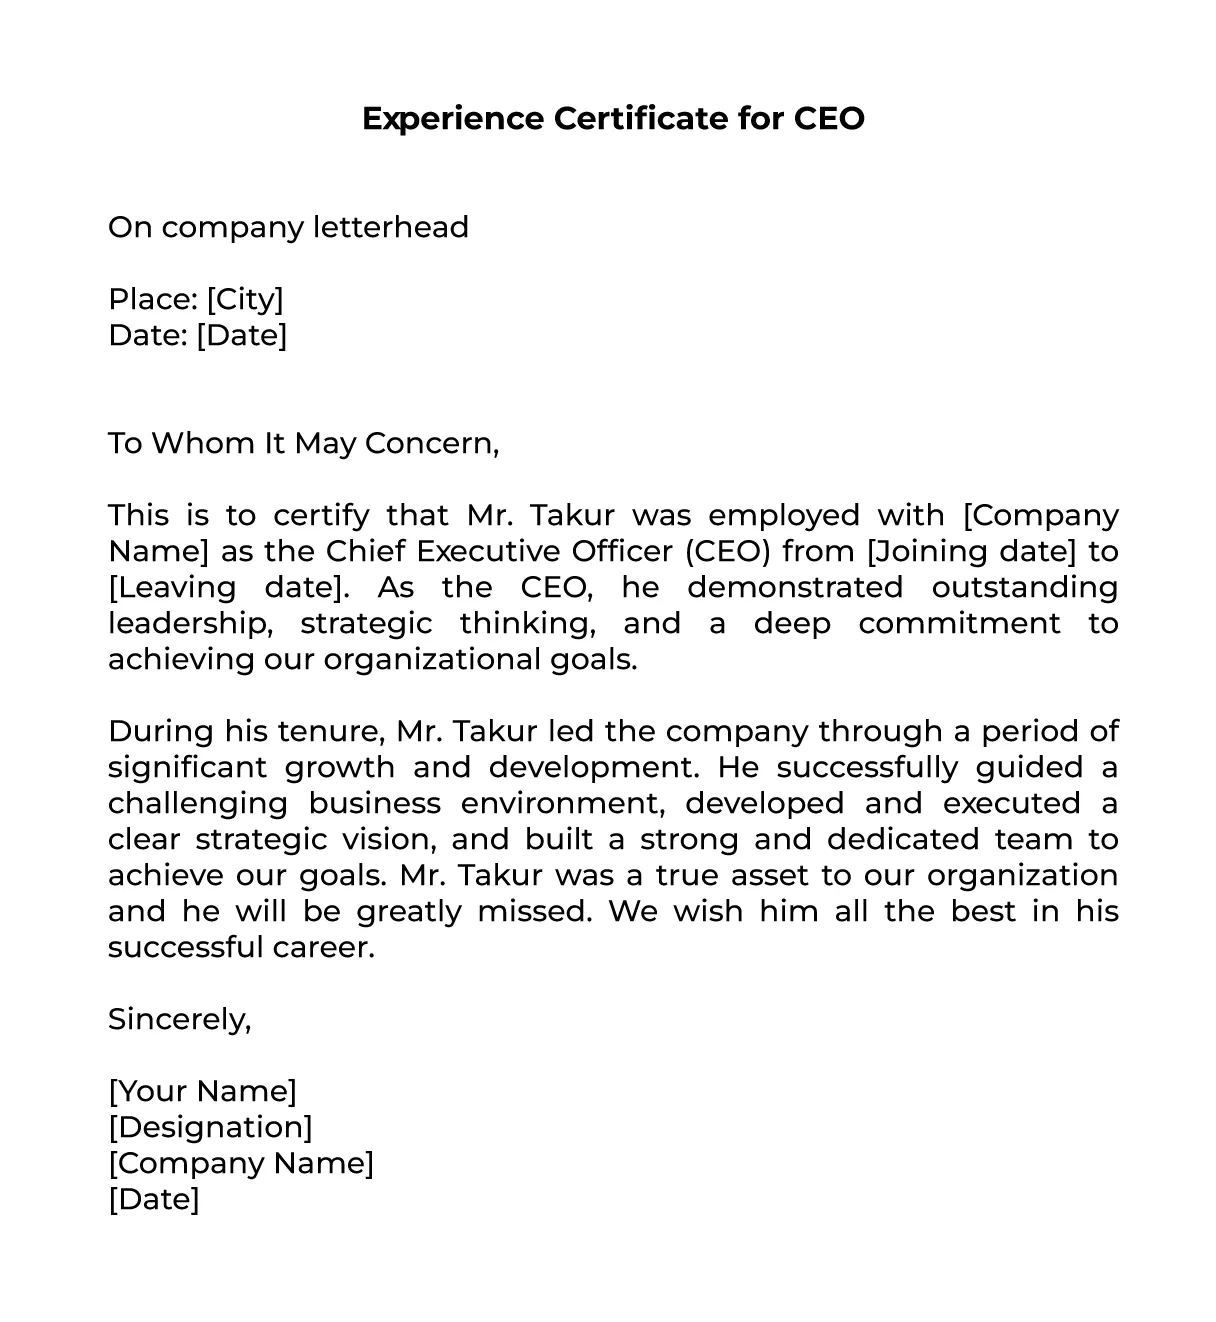 Experience Certificate for CEO
On company letterhead
Place: [City]
Date: [Date]
To Whom It May Concern,
This is to certify that Mr. Takur was employed with [Company
Name] as the Chief Executive Officer (CEO) from [Joining date] to
[Leaving date]. As the CEO, he demonstrated outstanding
leadership, strategic thinking, and a deep commitment to
achieving our organizational goals.
During his tenure, Mr. Takur led the company through a period of
significant growth and development. He successfully guided a
challenging business environment, developed and executed a
clear strategic vision, and built a strong and dedicated team to
achieve our goals. Mr. Takur was a true asset to our organization
and he will be greatly missed. We wish him all the best in his
successful career.
Sincerely,
[Your Name]
[Designation]
[Company Name]
[Date]